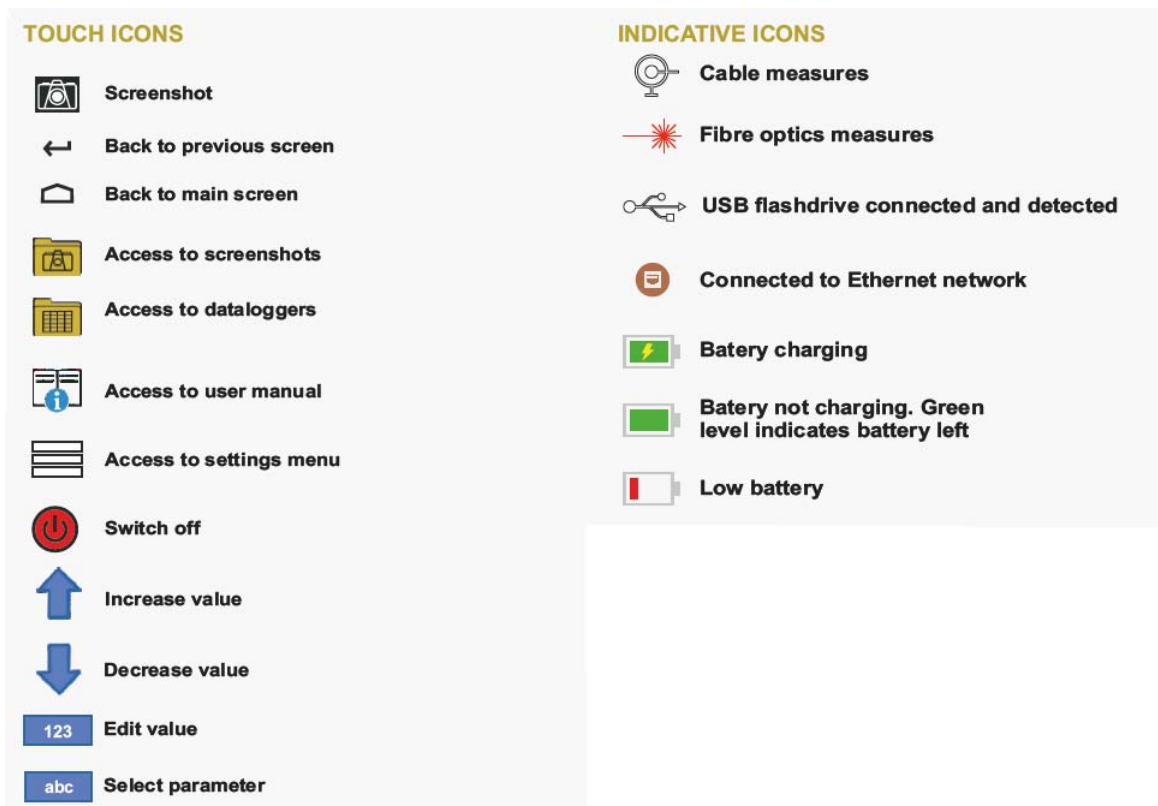 TOUCH ICONS
Screenshot
Back to previous screen
Back to main screen
Access to screenshots
Access to dataloggers
Access to user manual
Access to settings menu
Switch off
Increase value
Decrease value
123 Edit value
abc Select parameter
INDICATIVE ICONS
Cable measures
Fibre optics measures
USB flashdrive connected and detected
Connected to Ethernet network
Batery charging
Batery not charging. Green
level indicates battery left
Low battery